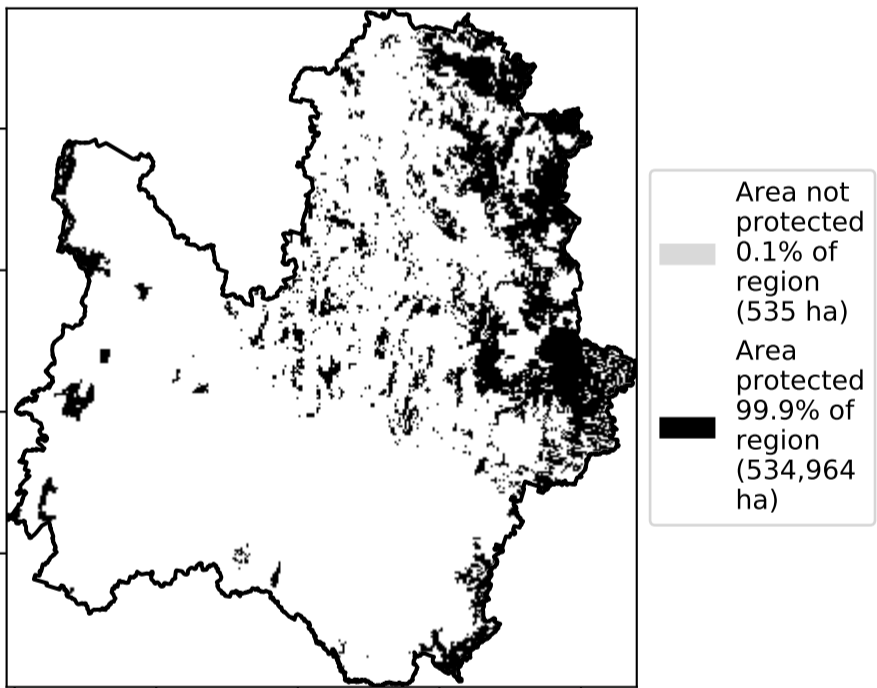 Area not
protected
0.1% of
region
(535 ha)
Area
protected
99.9% of
region
(534,964
ha)